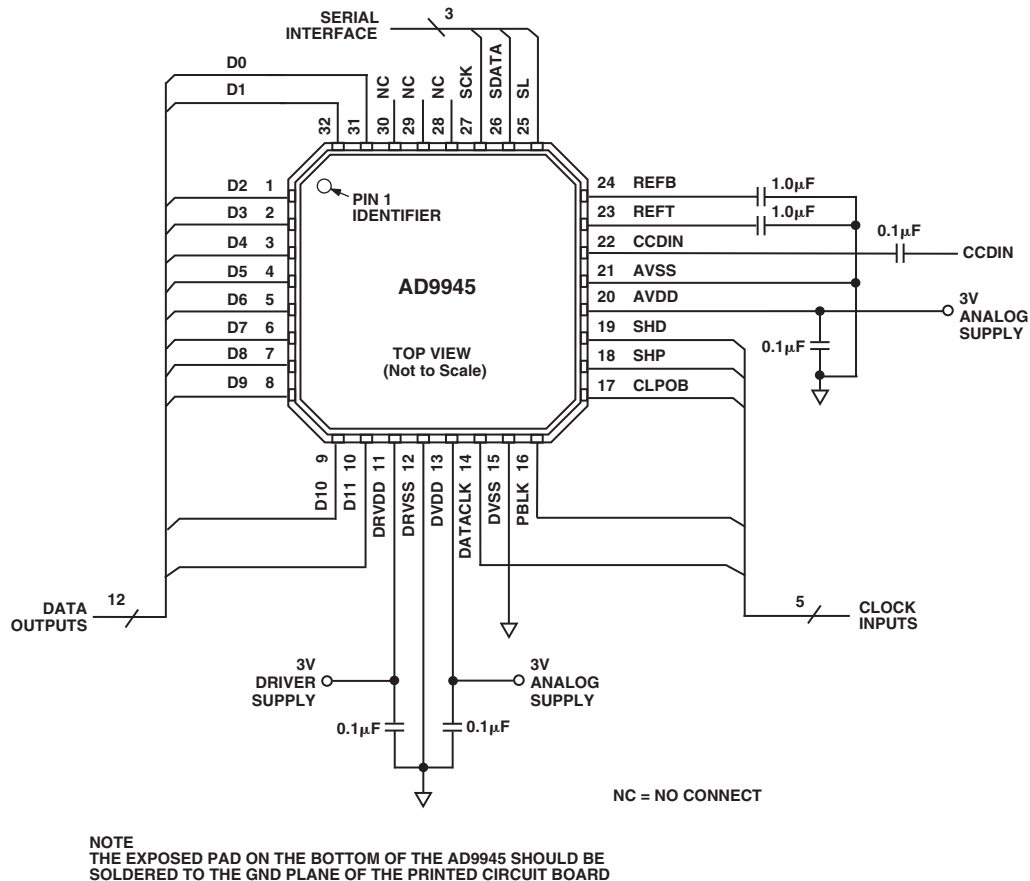 SERIAL
INTERFACE
3
D0
D1
32
31
30 NC
29 NC
28 NC
27 SCK
26 SDATA
25 SL
D2 1
D3 2
D4 3
D5 4
D6 5
D7 6
D8 7
D9 8
PIN 1
IDENTIFIER
AD9945
TOP VIEW
(Not to Scale)
24 REFB
23 REFT
22 CCDIN
21 AVSS
20 AVDD
19 SHD
18 SHP
17 CLPOB
1.0μF
1.0μF
0.1μF
CCDIN
3V
ANALOG
SUPPLY
0.1μF
D10 9
D11 10
DRVDD 11
DRVSS 12
DVDD 13
DATACLK 14
DVSS 15
PBLK 16
DATA
OUTPUTS
12
5
CLOCK
INPUTS
3V
DRIVER
SUPPLY
3V
ANALOG
SUPPLY
0.1μF
0.1μF
NC = NO CONNECT
NOTE
THE EXPOSED PAD ON THE BOTTOM OF THE AD9945 SHOULD BE
SOLDERED TO THE GND PLANE OF THE PRINTED CIRCUIT BOARD